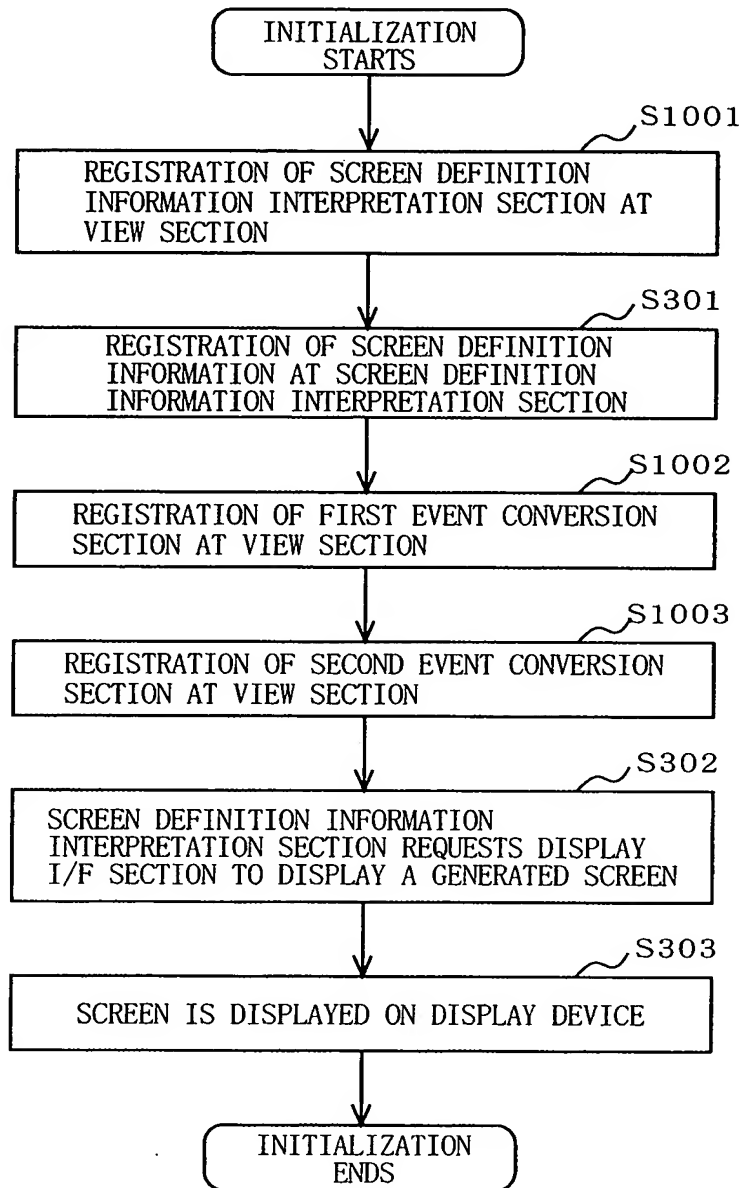 INITIALIZATION
STARTS
S1001
REGISTRATION OF SCREEN DEFINITION
INFORMATION INTERPRETATION SECTION AT
VIEW SECTION
S301
REGISTRATION OF SCREEN DEFINITION
INFORMATION AT SCREEN DEFINITION
INFORMATION INTERPRETATION SECTION
S1002
REGISTRATION OF FIRST EVENT CONVERSION
SECTION AT VIEW SECTION
S1003
REGISTRATION OF SECOND EVENT CONVERSION
SECTION AT VIEW SECTION
S302
SCREEN DEFINITION INFORMATION
INTERPRETATION SECTION REQUESTS DISPLAY
I/F SECTION TO DISPLAY A GENERATED SCREEN
S303
SCREEN IS DISPLAYED ON DISPLAY DEVICE
INITIALIZATION
ENDS